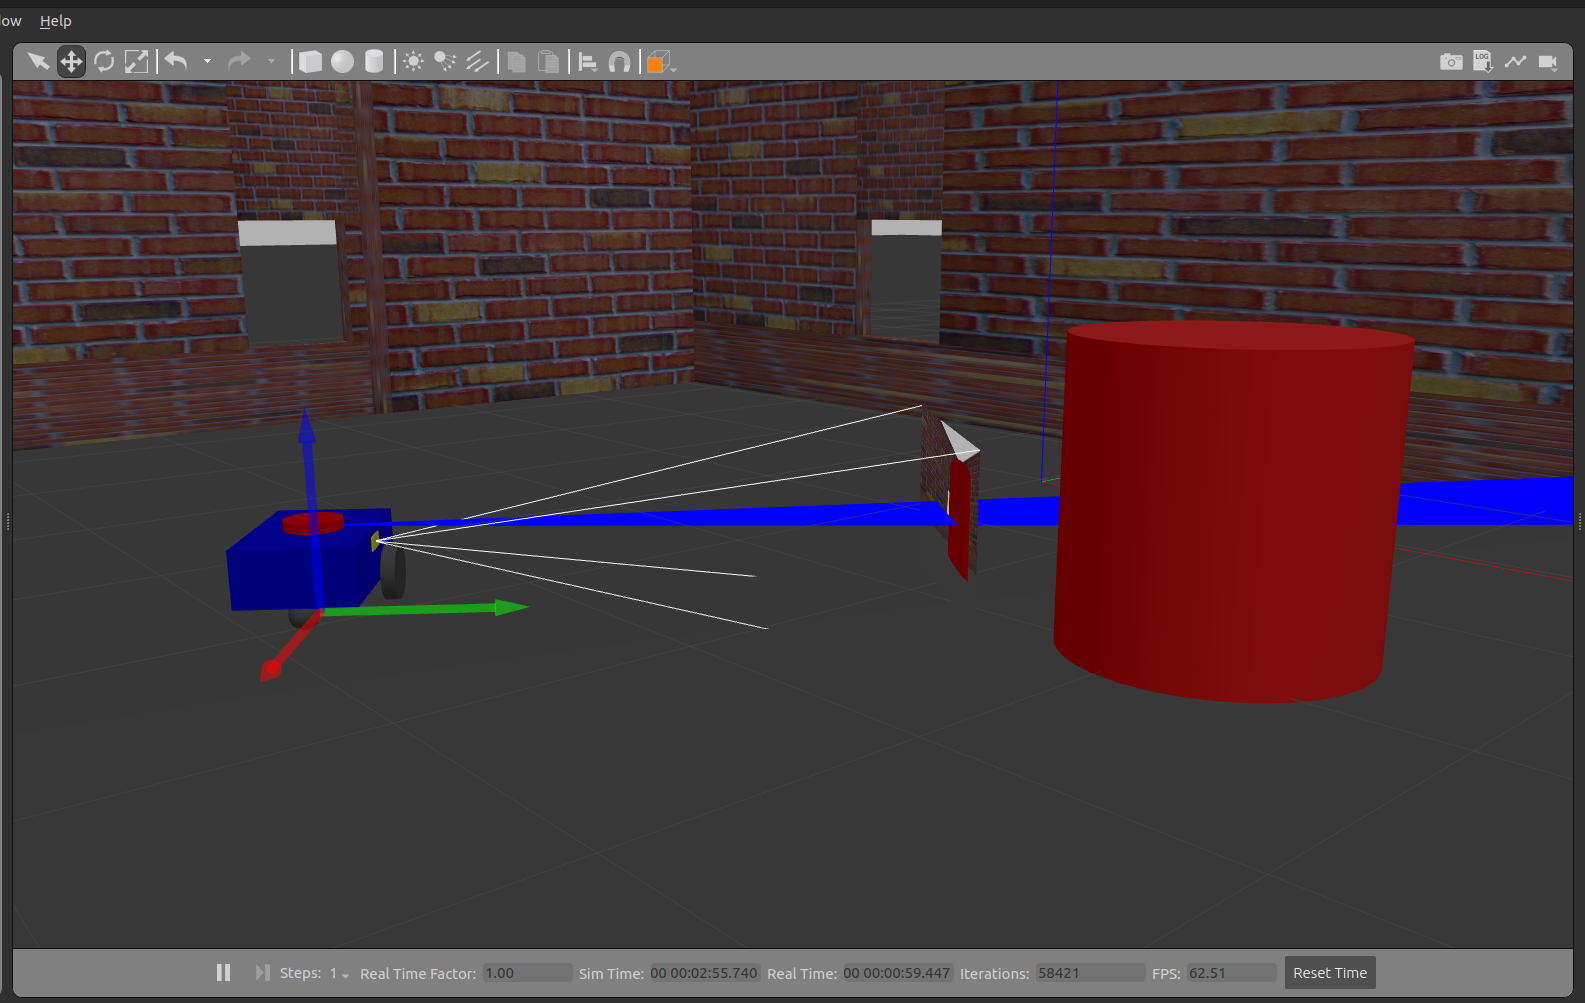 ow Help
LOG
Steps: 1 Real Time Factor: 1.00 Sim Time: 00 00:02:55.740 Real Time: 00 00:00:59.447 Iterations: 58421 FPS: 62.51 Reset Time